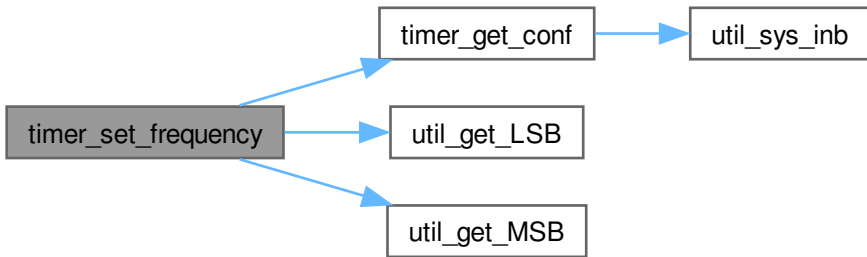 timer_get_conf
util_sys_inb
timer_set_frequency
util_get_LSB
util_get_MSB